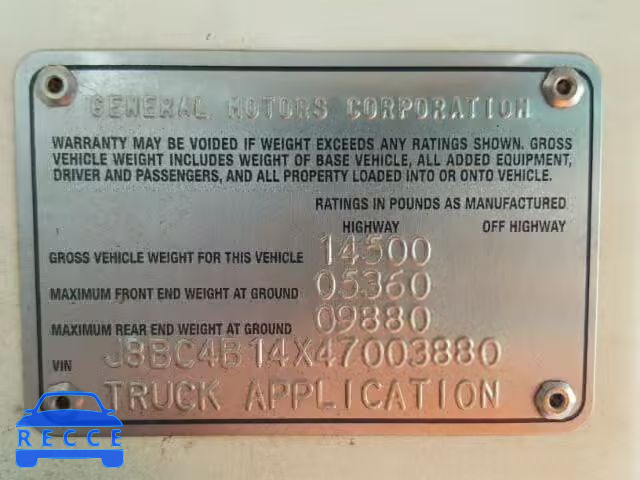 GENERAL MOTORS CORPORATION
WARRANTY MAY BE VOIDED IF WEIGHT EXCEEDS ANY RATINGS SHOWN. GROSS
VEHICLE WEIGHT INCLUDES WEIGHT OF BASE VEHICLE, ALL ADDED EQUIPMENT,
DRIVER AND PASSENGERS, AND ALL PROPERTY LOADED INTO OR ONTO VEHICLE.
RATINGS IN POUNDS AS MANUFACTURED
HIGHWAY OFF HIGHWAY
GROSS VEHICLE WEIGHT FOR THIS VEHICLE 14500
MAXIMUM FRONT END WEIGHT AT GROUND 05360
MAXIMUM REAR END WEIGHT AT GROUND 09880
VIN J8BC4B14X47003880
TRUCK APPLICATION
RECCE